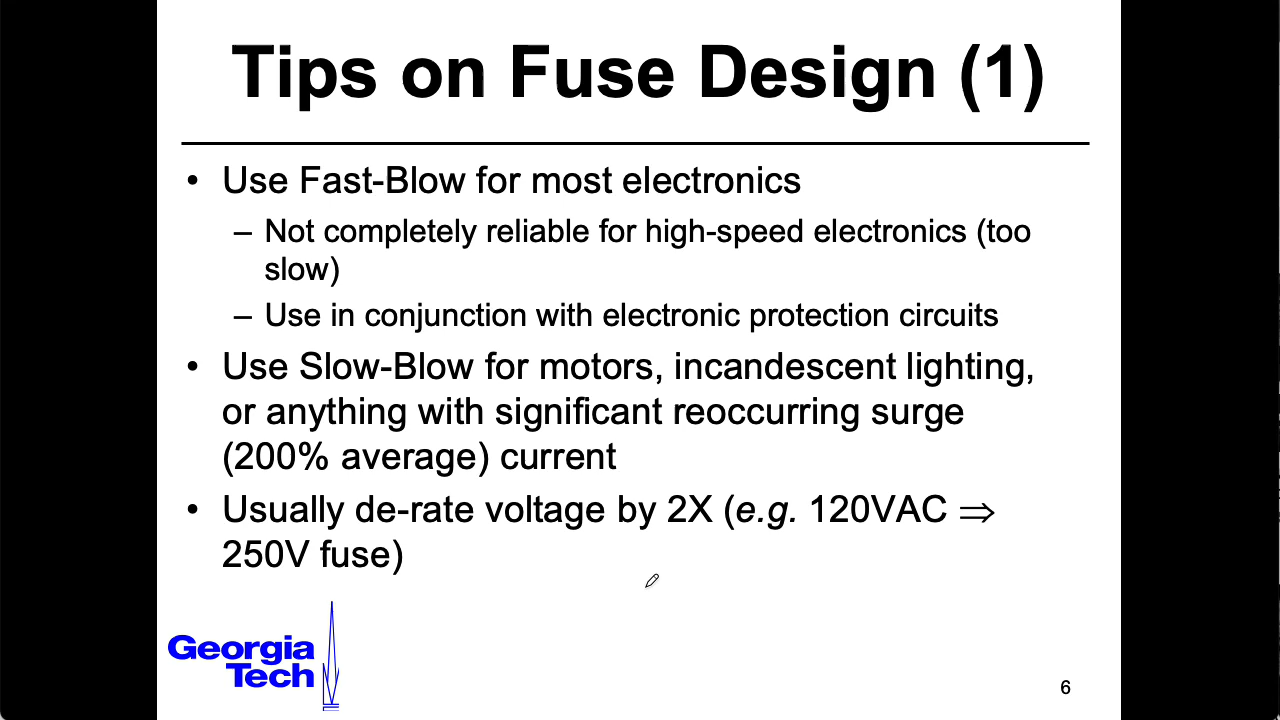 Tips on Fuse Design (1)
• Use Fast-Blow for most electronics
– Not completely reliable for high-speed electronics (too
slow)
– Use in conjunction with electronic protection circuits
• Use Slow-Blow for motors, incandescent lighting,
or anything with significant reoccurring surge
(200% average) current
• Usually de-rate voltage by 2X (e.g. 120VAC ⇒
250V fuse)
Georgia
Tech
6